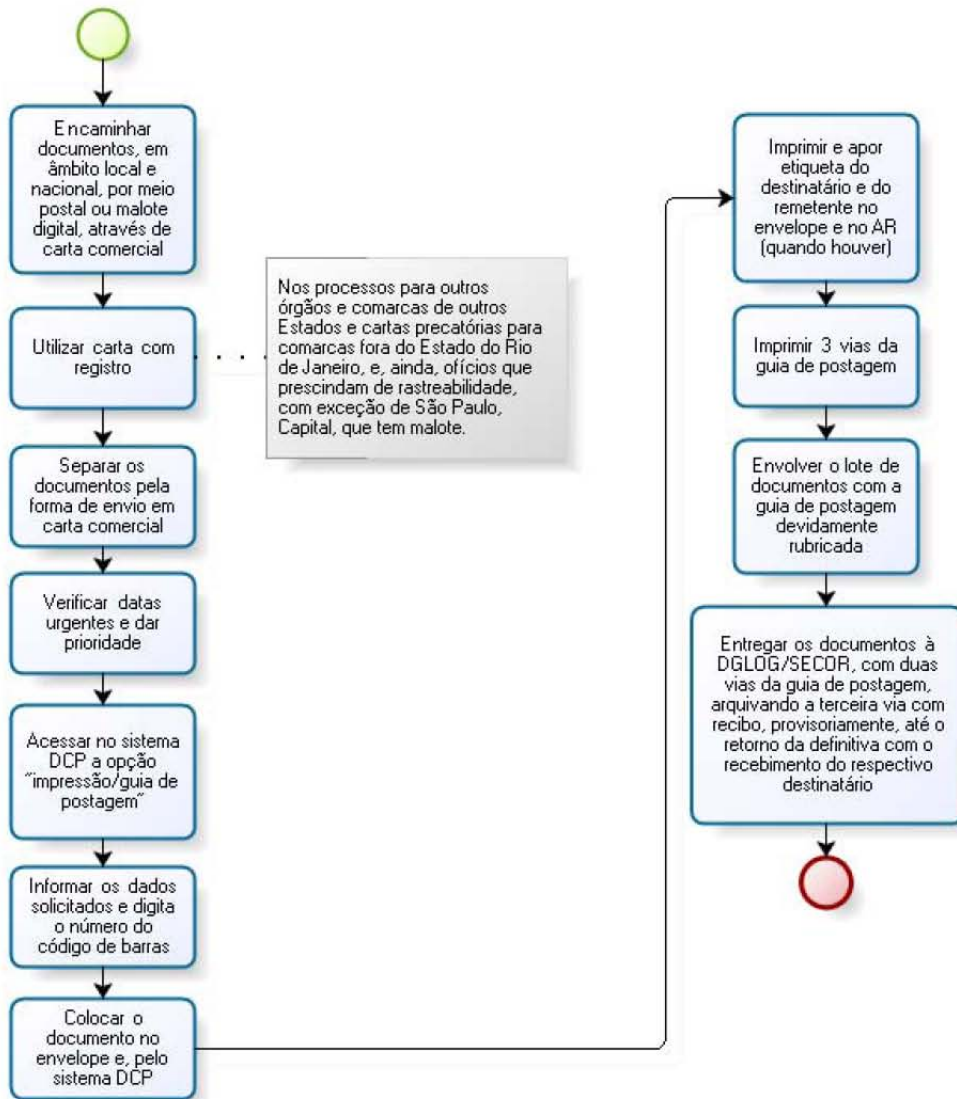 Encaminhar
documentos, em
âmbito local e
nacional, por meio
postal ou malote
digital, através de
carta comercial
Utilizar carta com
registro
Nos processos para outros
órgãos e comarcas de outros
Estados e cartas precatórias para
comarcas fora do Estado do Rio
de Janeiro, e, ainda, ofícios que
prescindam de rastreabilidade,
com exceção de São Paulo,
Capital, que tem malote.
Separar os
documentos pela
forma de envio em
carta comercial
Verificar datas
urgentes e dar
prioridade
Acessar no sistema
DCP a opção
"impressão/guia de
postagem"
Informar os dados
solicitados e digita
o número do
código de barras
Colocar o
documento no
envelope e, pelo
sistema DCP
Imprimir e apor
etiqueta do
destinatário e do
remetente no
envelope e no AR
(quando houver)
Imprimir 3 vias da
guia de postagem
Envolver o lote de
documentos com a
guia de postagem
devidamente
rubricada
Entregar os documentos à
DGLOG/SECOR, com duas
vias da guia de postagem,
arquivando a terceira via com
recibo, provisoriamente, até o
retorno da definitiva com o
recebimento do respectivo
destinatário